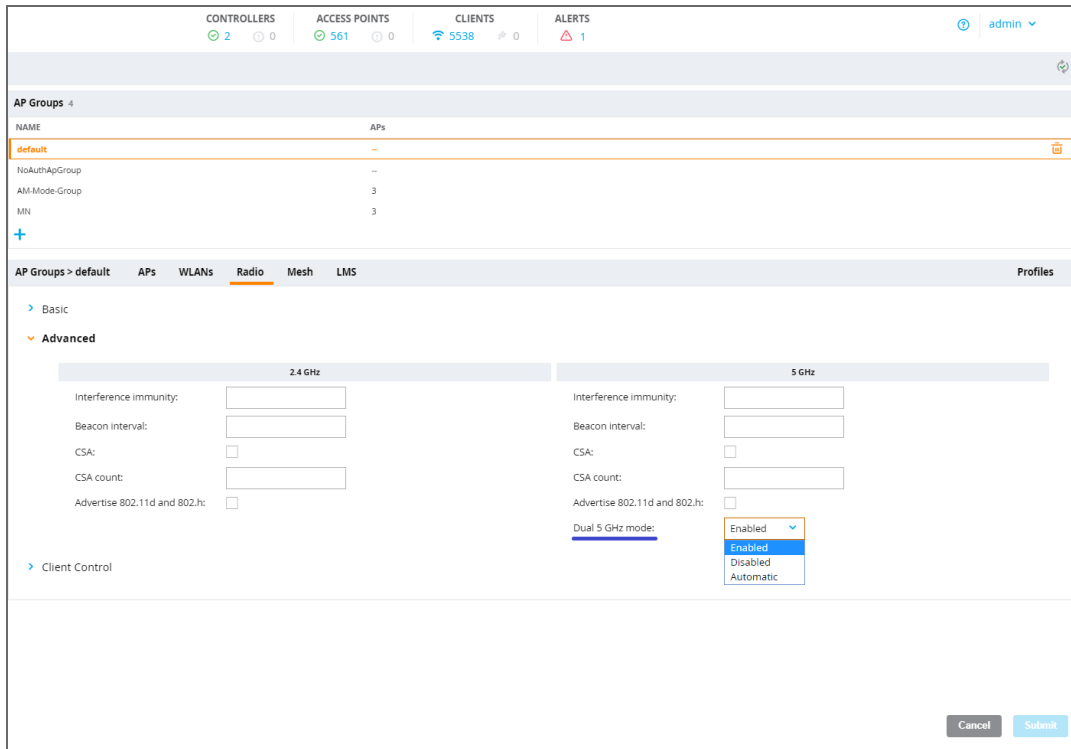 CONTROLLERS ACCESS POINTS CLIENTS ALERTS
2 0 561 0 5538 0 1 admin
AP Groups 4
NAME APs
default --
NoAuthApGroup --
AM-Mode-Group 3
MN 3
AP Groups > default APs WLANs Radio Mesh LMS Profiles
Basic
Advanced
2.4 GHz 5 GHz
Interference immunity: Interference immunity:
Beacon interval: Beacon interval:
CSA: CSA:
CSA count: CSA count:
Advertise 802.11d and 802.h: Advertise 802.11d and 802.h:
Dual 5 GHz mode: Enabled
Enabled
Disabled
Automatic
Client Control
Cancel Submit